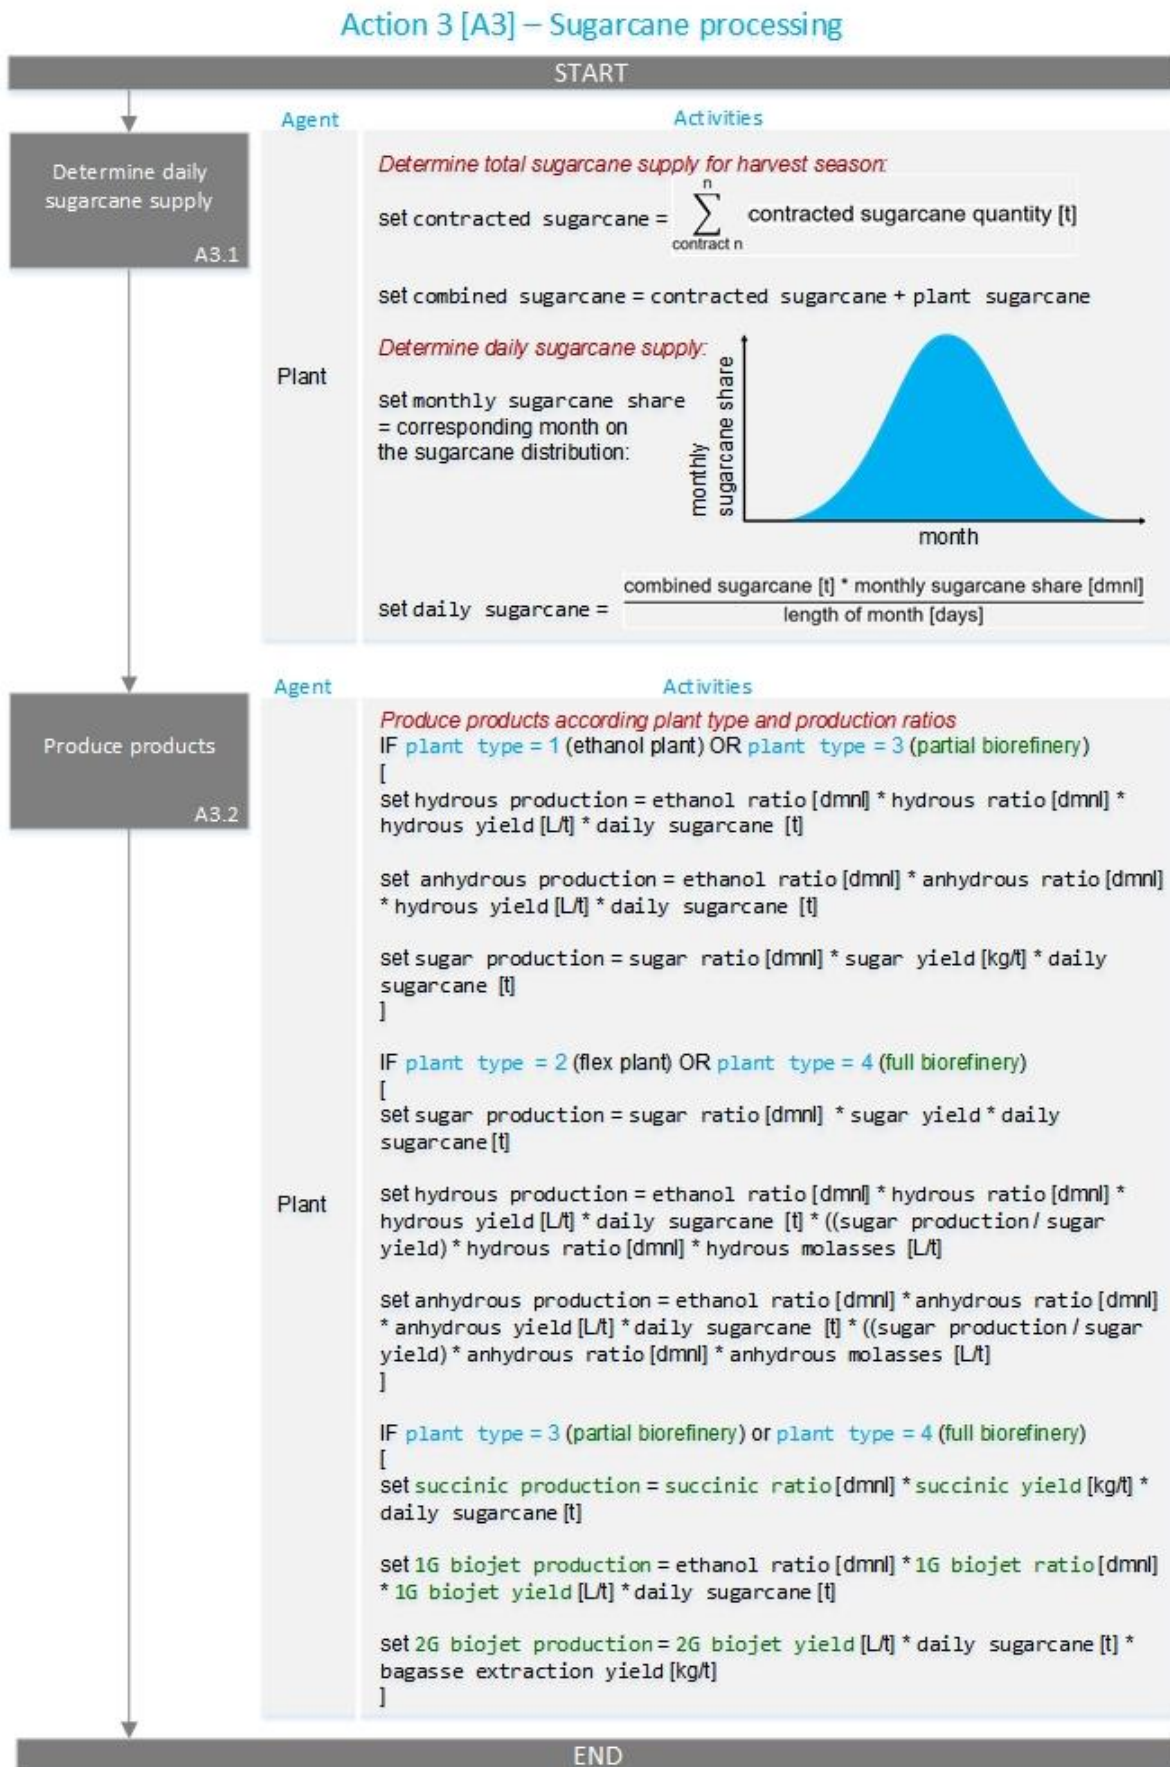 Action 3 [A3] – Sugarcane processing
START
Determine daily
sugarcane supply
A3.1
Agent
Activities
Plant
Determine total sugarcane supply for harvest season:
n
set contracted sugarcane = ∑ contracted sugarcane quantity [t]
contract n
set combined sugarcane = contracted sugarcane + plant sugarcane
Determine daily sugarcane supply:
set monthly sugarcane share
= corresponding month on
the sugarcane distribution:
monthly
sugarcane share
month
combined sugarcane [t] * monthly sugarcane share [dmnl]
set daily sugarcane =
length of month [days]
Produce products
A3.2
Agent
Activities
Plant
Produce products according plant type and production ratios
IF plant type = 1 (ethanol plant) OR plant type = 3 (partial biorefinery)
[
set hydrous production = ethanol ratio [dmnl] * hydrous ratio [dmnl] *
hydrous yield [L/t] * daily sugarcane [t]
set anhydrous production = ethanol ratio [dmnl] * anhydrous ratio [dmnl]
* hydrous yield [L/t] * daily sugarcane [t]
set sugar production = sugar ratio [dmnl] * sugar yield [kg/t] * daily
sugarcane [t]
]
IF plant type = 2 (flex plant) OR plant type = 4 (full biorefinery)
[
set sugar production = sugar ratio [dmnl] * sugar yield * daily
sugarcane [t]
set hydrous production = ethanol ratio [dmnl] * hydrous ratio [dmnl] *
hydrous yield [L/t] * daily sugarcane [t] * ((sugar production / sugar
yield) * hydrous ratio [dmnl] * hydrous molasses [L/t]
set anhydrous production = ethanol ratio [dmnl] * anhydrous ratio [dmnl]
* anhydrous yield [L/t] * daily sugarcane [t] * ((sugar production / sugar
yield) * anhydrous ratio [dmnl] * anhydrous molasses [L/t]
]
IF plant type = 3 (partial biorefinery) or plant type = 4 (full biorefinery)
[
set succinic production = succinic ratio [dmnl] * succinic yield [kg/t] *
daily sugarcane [t]
set 1G biojet production = ethanol ratio [dmnl] * 1G biojet ratio [dmnl]
* 1G biojet yield [L/t] * daily sugarcane [t]
set 2G biojet production = 2G biojet yield [L/t] * daily sugarcane [t] *
bagasse extraction yield [kg/t]
]
END